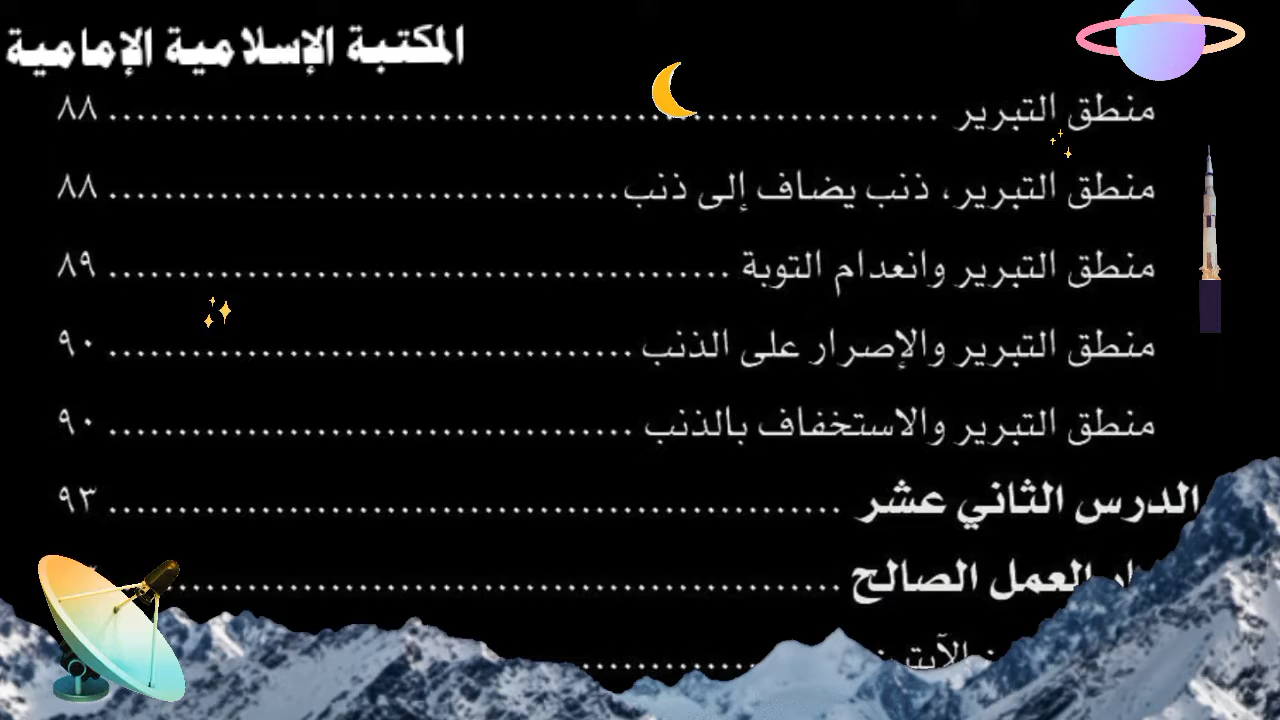 المكتبة الإسلامية الإمامية
منطق التبرير ........ ٨٨
منطق التبرير، ذنب يضاف إلى ذنب ........ ٨٨
منطق التبرير وانعدام التوبة ........ ٨٩
منطق التبرير والإصرار على الذنب ........ ٩٠
منطق التبرير والاستخفاف بالذنب ........ ٩٠
الدرس الثاني عشر ........ ٩٣
العمل الصالح ........